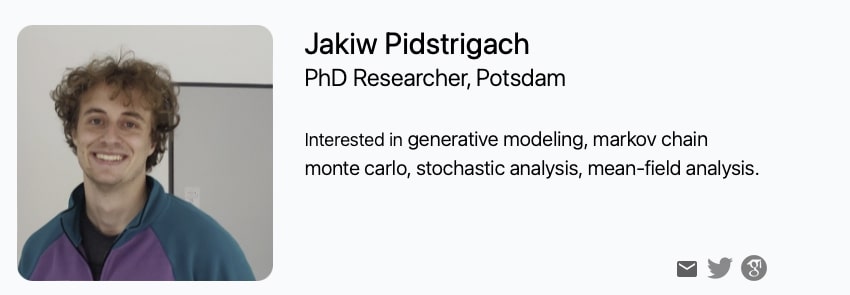 Jakiw Pidstrigach
PhD Researcher, Potsdam
Interested in generative modeling, markov chain
monte carlo, stochastic analysis, mean-field analysis.